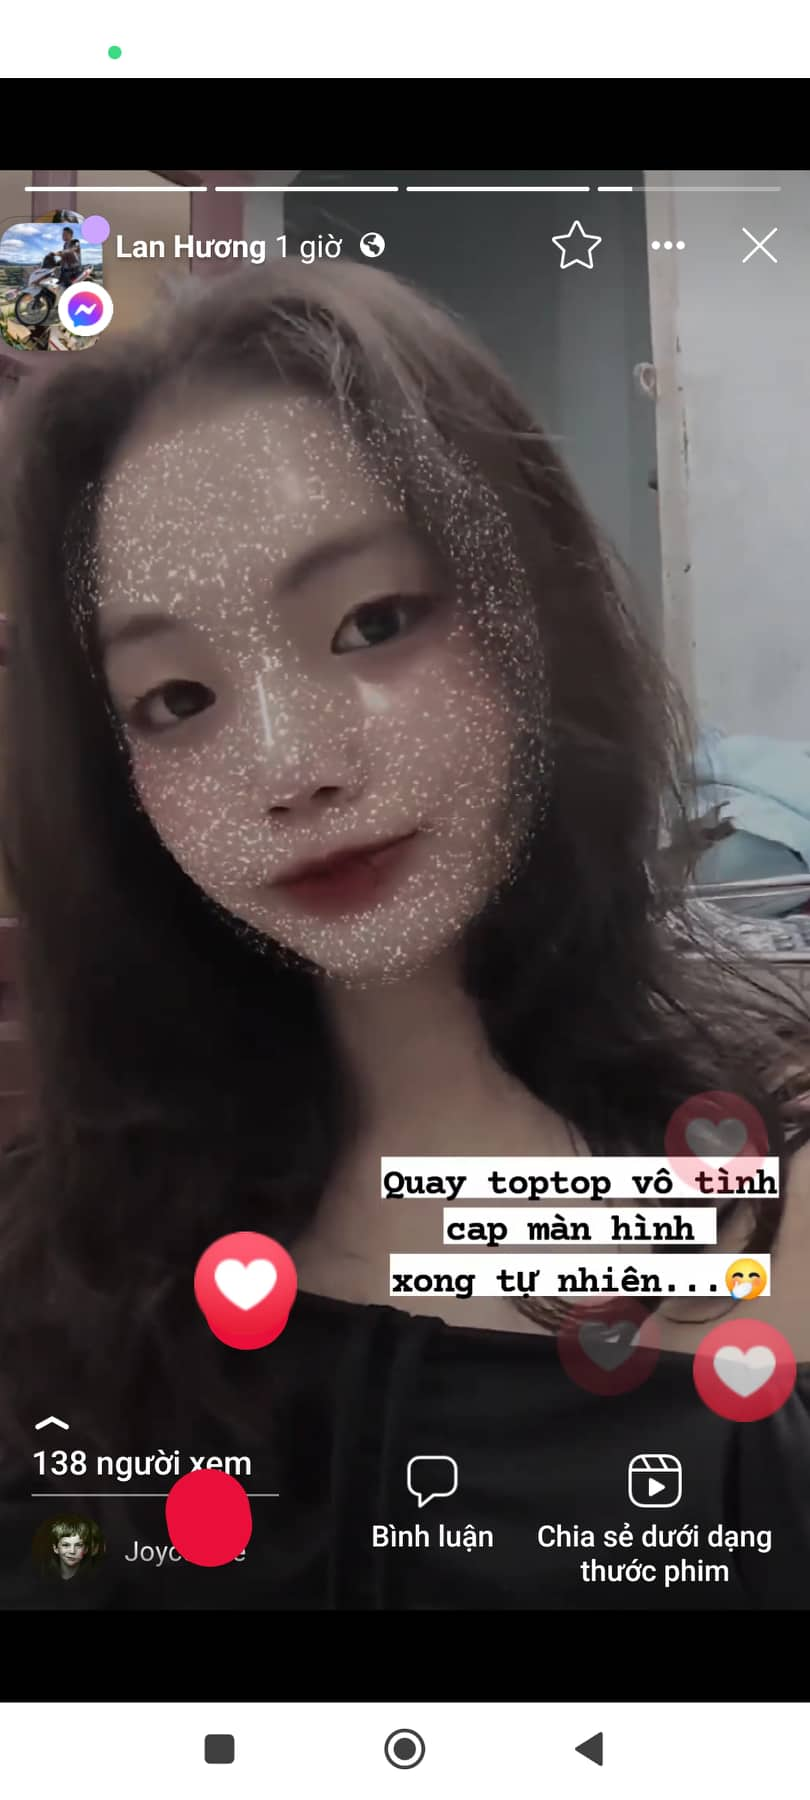 Lan Hương 1 giờ
Quay toptop vô tình
cap màn hình
xong tự nhiên...🤭
138 người xem
Bình luận
Chia sẻ dưới dạng
thước phim